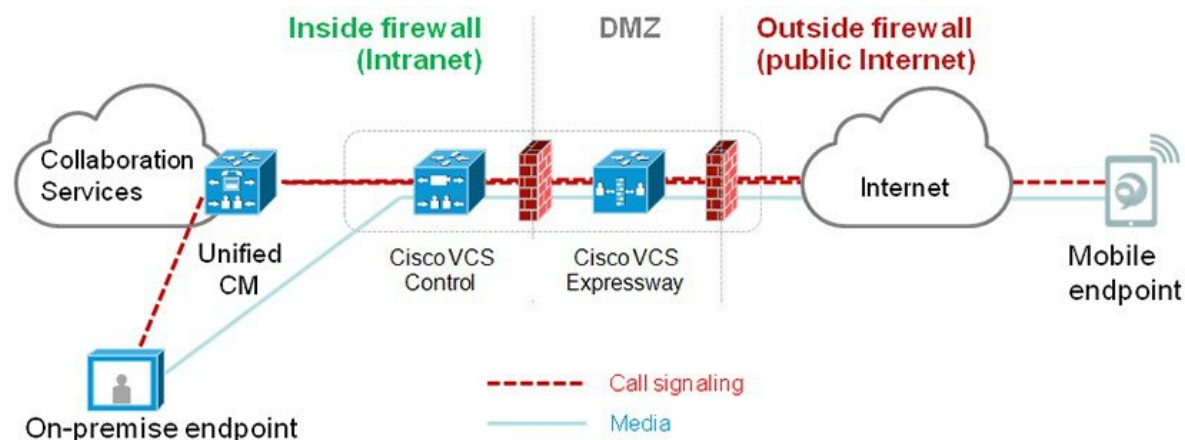 Inside firewall
(Intranet)
DMZ
Outside firewall
(public Internet)
Collaboration
Services
Internet
Unified
CM
Cisco VCS
Control
Cisco VCS
Expressway
Mobile
endpoint
On-premise endpoint
Call signaling
Media